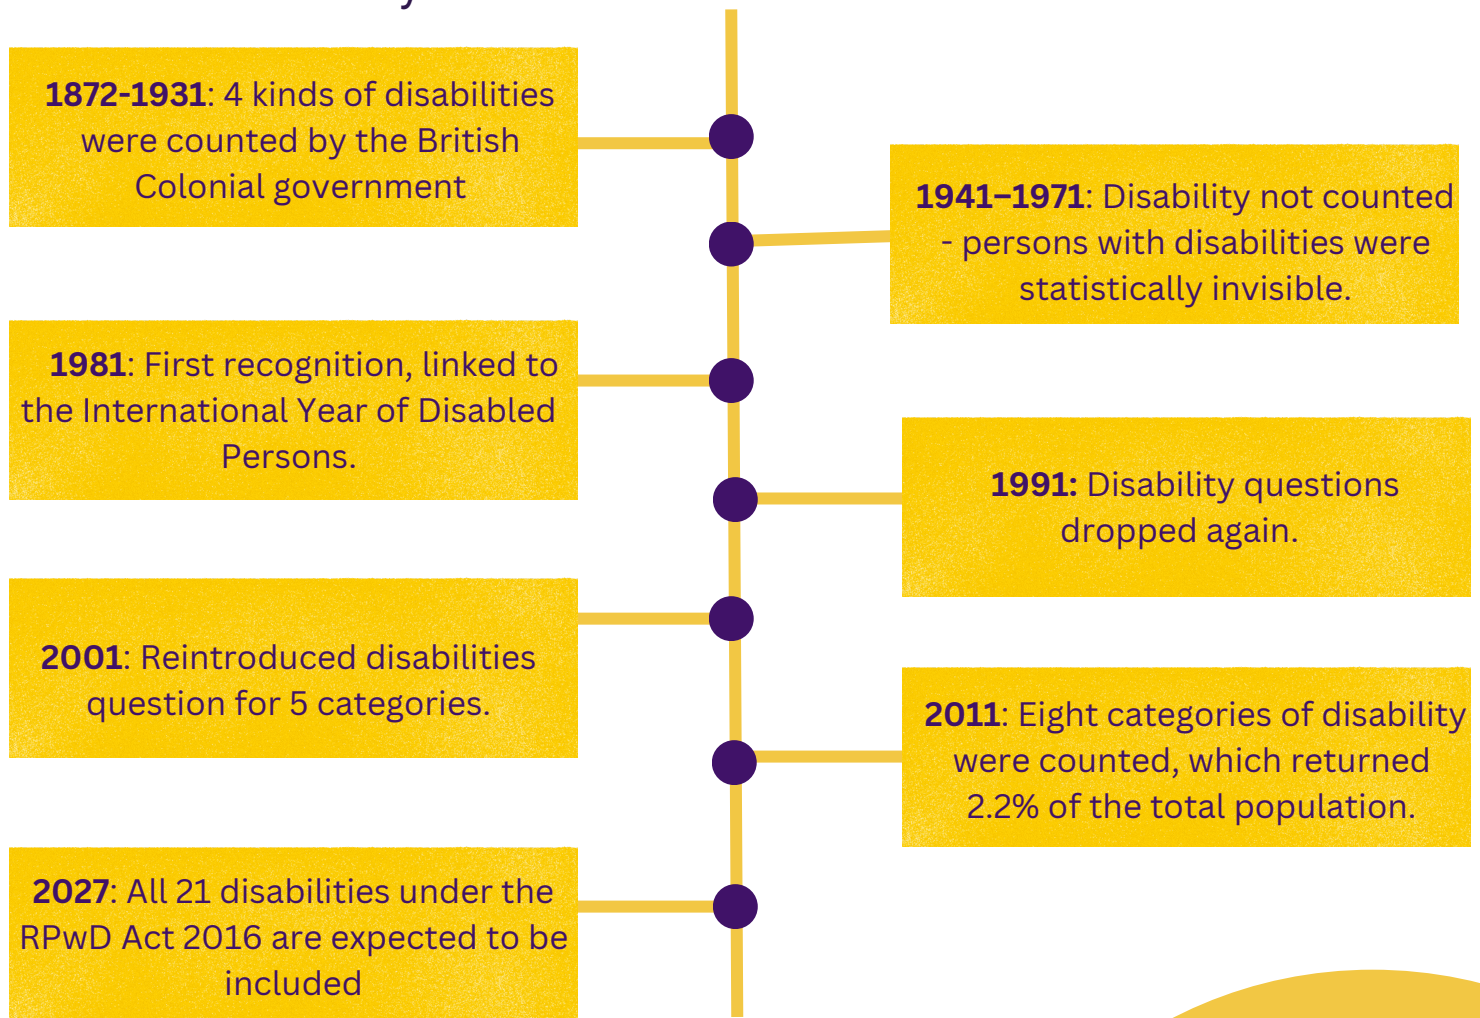 1872-1931: 4 kinds of disabilities
were counted by the British
Colonial government
1941–1971: Disability not counted
- persons with disabilities were
statistically invisible.
1981: First recognition, linked to
the International Year of Disabled
Persons.
1991: Disability questions
dropped again.
2001: Reintroduced disabilities
question for 5 categories.
2011: Eight categories of disability
were counted, which returned
2.2% of the total population.
2027: All 21 disabilities under the
RPwD Act 2016 are expected to be
included